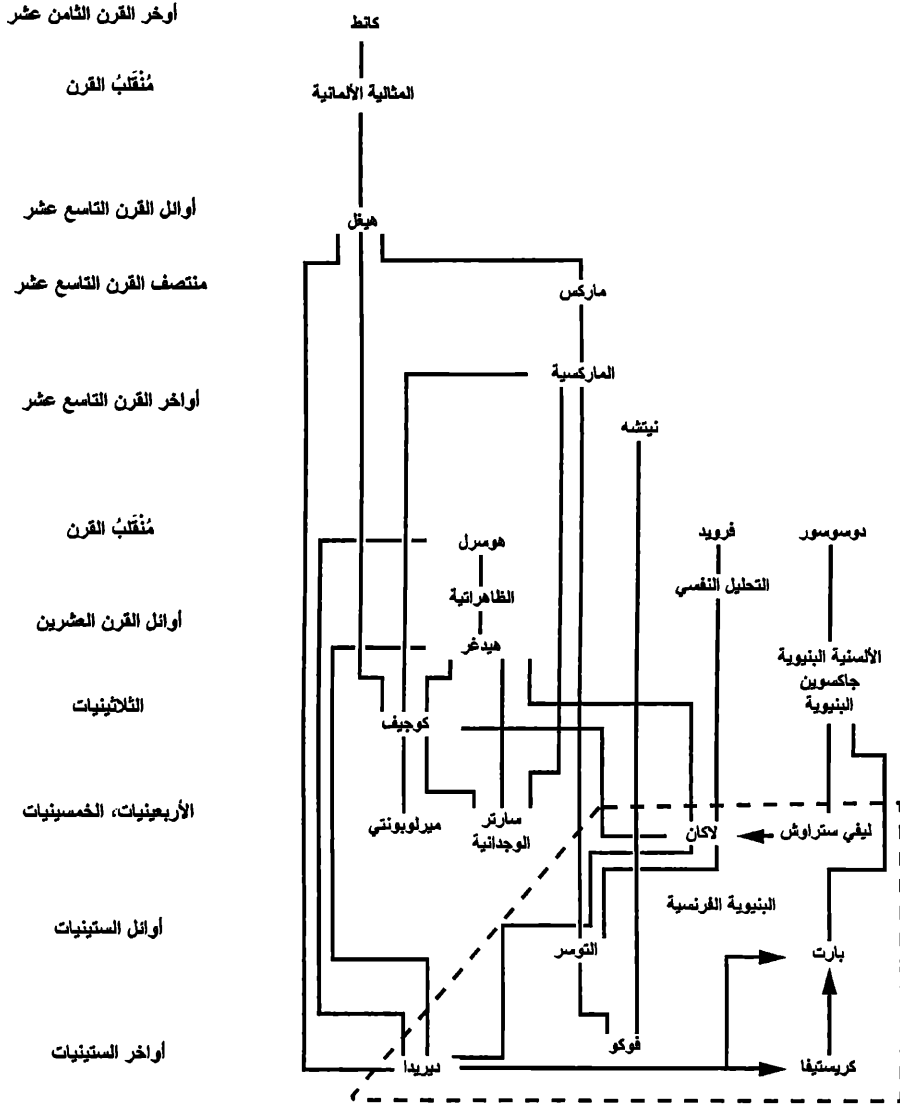 أوخر القرن الثامن عشر
كانط
مُنْقَلبُ القرن
المثالية الألمانية
أوائل القرن التاسع عشر
هيغل
منتصف القرن التاسع عشر
ماركس
الماركسية
أواخر القرن التاسع عشر
نيتشه
مُنْقَلبُ القرن
هوسرل
فرويد
دوسوسور
الظاهراتية
التحليل النفسي
أوائل القرن العشرين
هيدغر
الألسنية البنيوية
جاكسوين
البنيوية
الثلاثينيات
كوجيف
الأربعينيات، الخمسينيات
ميرلوبونتي
سارتر
الوجدانية
لاكان
ليفي ستراوش
البنيوية الفرنسية
أوائل الستينيات
التوسر
بارت
أواخر الستينيات
ديريدا
فوكو
كريستيفا